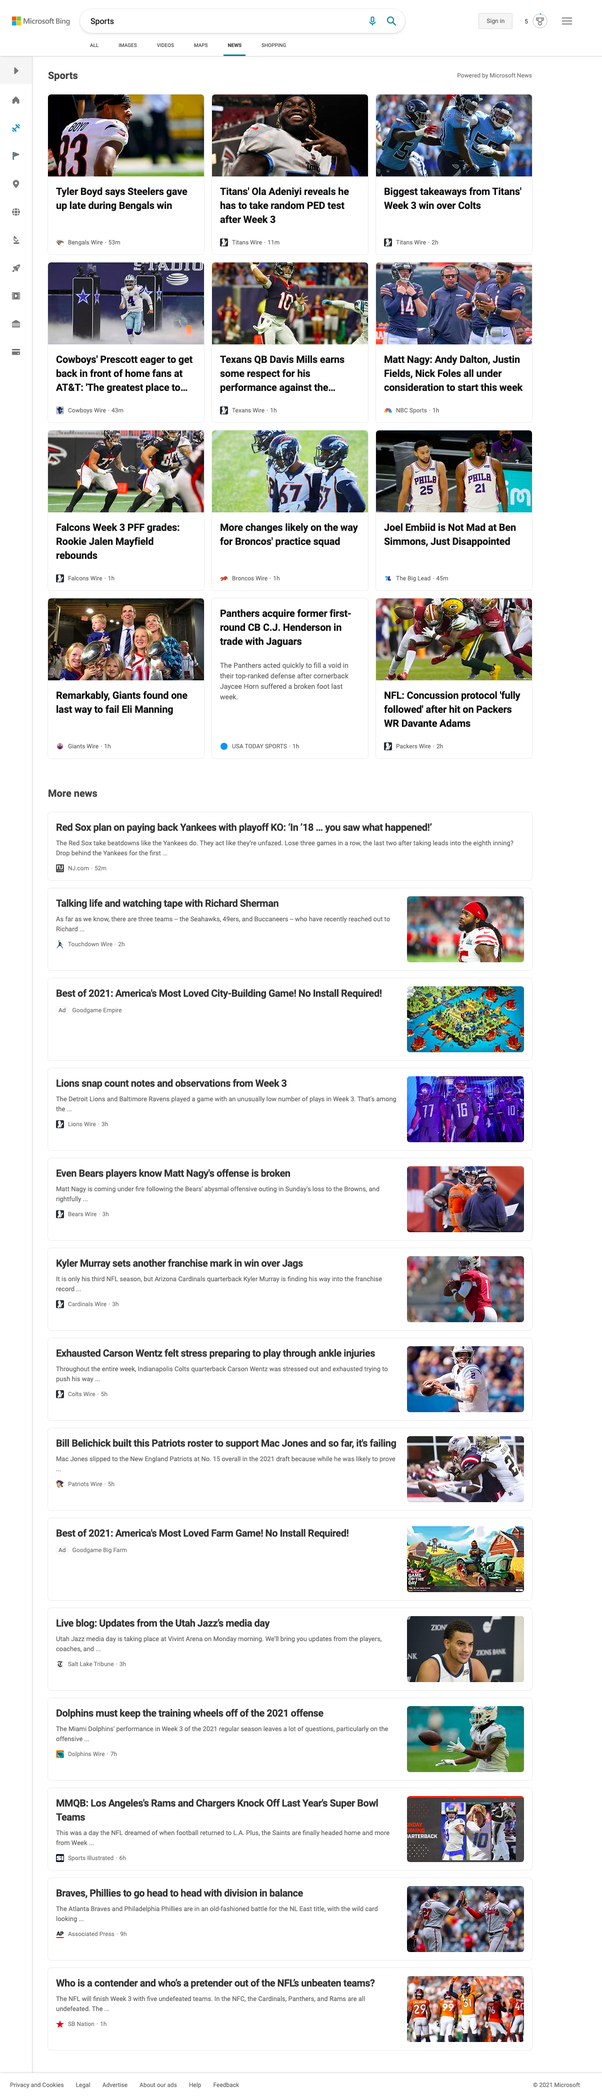 Microsoft Bing
Sports
Sign in
5
ALL
IMAGES
VIDEOS
MAPS
NEWS
SHOPPING
Sports
Powered by Microsoft News
Tyler Boyd says Steelers gave
up late during Bengals win
Bengals Wire · 53m
Titans' Ola Adeniyi reveals he
has to take random PED test
after Week 3
Titans Wire · 11m
Biggest takeaways from Titans'
Week 3 win over Colts
Titans Wire · 2h
Cowboys' Prescott eager to get
back in front of home fans at
AT&T: 'The greatest place to…
Cowboys Wire · 43m
Texans QB Davis Mills earns
some respect for his
performance against the…
Texans Wire · 1h
Matt Nagy: Andy Dalton, Justin
Fields, Nick Foles all under
consideration to start this week
NBC Sports · 1h
Falcons Week 3 PFF grades:
Rookie Jalen Mayfield
rebounds
Falcons Wire · 1h
More changes likely on the way
for Broncos' practice squad
Broncos Wire · 1h
Joel Embiid is Not Mad at Ben
Simmons, Just Disappointed
The Big Lead · 45m
Remarkably, Giants found one
last way to fail Eli Manning
Giants Wire · 1h
Panthers acquire former first-
round CB C.J. Henderson in
trade with Jaguars
The Panthers acted quickly to fill a void in
their top-ranked defense after cornerback
Jaycee Horn suffered a broken foot last
week.
USA TODAY SPORTS · 1h
NFL: Concussion protocol 'fully
followed' after hit on Packers
WR Davante Adams
Packers Wire · 2h
More news
Red Sox plan on paying back Yankees with playoff KO: 'In '18 ... you saw what happened!'
The Red Sox take beatdowns like the Yankees do. They act like they're unfazed. Lose three games in a row, the last two after taking leads into the eighth inning?
Drop behind the Yankees for the first ...
NJ.com · 52m
Talking life and watching tape with Richard Sherman
As far as we know, there are three teams – the Seahawks, 49ers, and Buccaneers – who have recently reached out to
Richard ...
Touchdown Wire · 2h
Best of 2021: America's Most Loved City-Building Game! No Install Required!
Ad Goodgame Empire
Lions snap count notes and observations from Week 3
The Detroit Lions and Baltimore Ravens played a game with an unusually low number of plays in Week 3. That's among
the ...
Lions Wire · 3h
Even Bears players know Matt Nagy's offense is broken
Matt Nagy is coming under fire following the Bears' abysmal offensive outing in Sunday's loss to the Browns, and
rightfully ...
Bears Wire · 3h
Kyler Murray sets another franchise mark in win over Jags
It is only his third NFL season, but Arizona Cardinals quarterback Kyler Murray is finding his way into the franchise
record ...
Cardinals Wire · 3h
Exhausted Carson Wentz felt stress preparing to play through ankle injuries
Throughout the entire week, Indianapolis Colts quarterback Carson Wentz was stressed out and exhausted trying to
push his way ...
Colts Wire · 5h
Bill Belichick built this Patriots roster to support Mac Jones and so far, it's failing
Mac Jones slipped to the New England Patriots at No. 15 overall in the 2021 draft because while he was likely to prove
...
Patriots Wire · 5h
Best of 2021: America's Most Loved Farm Game! No Install Required!
Ad Goodgame Big Farm
Live blog: Updates from the Utah Jazz's media day
Utah Jazz media day is taking place at Vivint Arena on Monday morning. We'll bring you updates from the players,
coaches, and ...
Salt Lake Tribune · 3h
Dolphins must keep the training wheels off of the 2021 offense
The Miami Dolphins' performance in Week 3 of the 2021 regular season leaves a lot of questions, particularly on the
offensive ...
Dolphins Wire · 7h
MMQB: Los Angeles's Rams and Chargers Knock Off Last Year's Super Bowl
Teams
This was a day the NFL dreamed of when football returned to L.A. Plus, the Saints are finally headed home and more
from Week ...
Sports Illustrated · 6h
Braves, Phillies to go head to head with division in balance
The Atlanta Braves and Philadelphia Phillies are in an old-fashioned battle for the NL East title, with the wild card
looking ...
Associated Press · 9h
Who is a contender and who's a pretender out of the NFL's unbeaten teams?
The NFL will finish Week 3 with five undefeated teams. In the NFC, the Cardinals, Panthers, and Rams are all
undefeated. The ...
SB Nation · 1h
Privacy and Cookies
Legal
Advertise
About our ads
Help
Feedback
© 2021 Microsoft